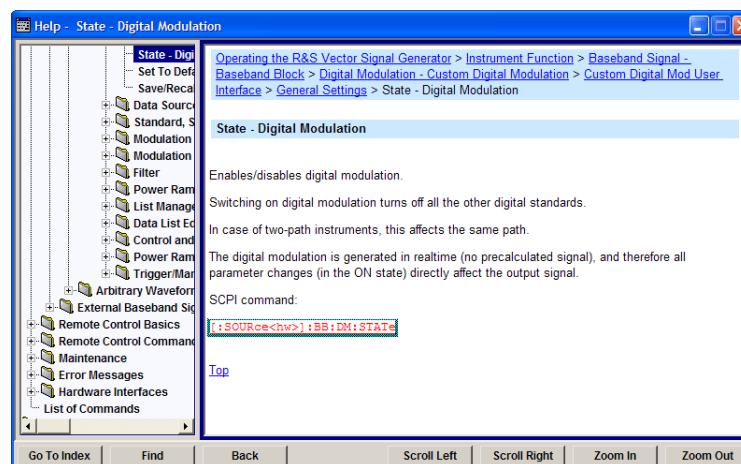 Help - State - Digital Modulation
State - Digi
Set To Defa
Save/Recal
Data Source
Standard, S
Modulation
Modulation
Filter
Power Ram
List Manage
Data List Ed
Control and
Power Ram
Trigger/Mar
Arbitrary Waveform
External Baseband Sig
Remote Control Basics
Remote Control Command
Maintenance
Error Messages
Hardware Interfaces
List of Commands
Operating the R&S Vector Signal Generator > Instrument Function > Baseband Signal -
Baseband Block > Digital Modulation - Custom Digital Modulation > Custom Digital Mod User
Interface > General Settings > State - Digital Modulation
State - Digital Modulation
Enables/disables digital modulation.
Switching on digital modulation turns off all the other digital standards.
In case of two-path instruments, this affects the same path.
The digital modulation is generated in realtime (no precalculated signal), and therefore all
parameter changes (in the ON state) directly affect the output signal.
SCPI command:
[:SOURce<hw>]:BB:DM:STATe
Top
Go To Index Find Back Scroll Left Scroll Right Zoom In Zoom Out